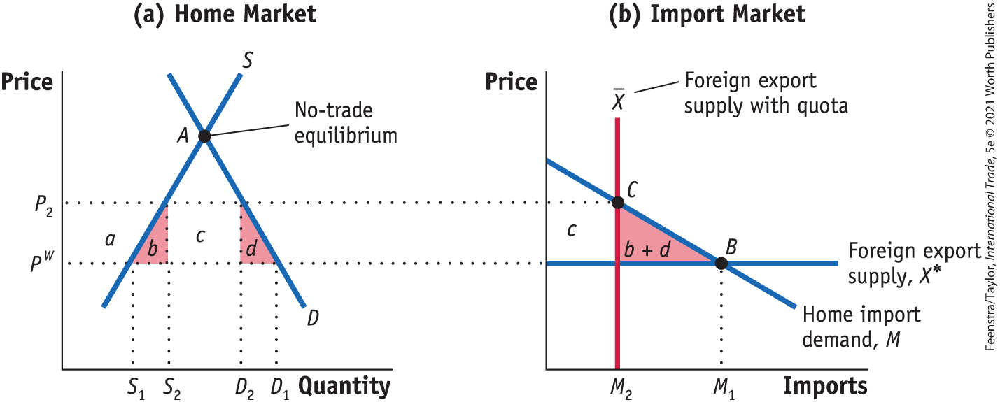 (a) Home Market
Price
S
A
No-trade
equilibrium
P2
a
b
c
d
PW
D
S1
S2
D2
D1
Quantity
(b) Import Market
Price
X̅
Foreign export
supply with quota
C
c
b + d
B
Foreign export
supply, X*
Home import
demand, M
M2
M1
Imports
Feenstra/Taylor, International Trade, 5e © 2021 Worth Publishers